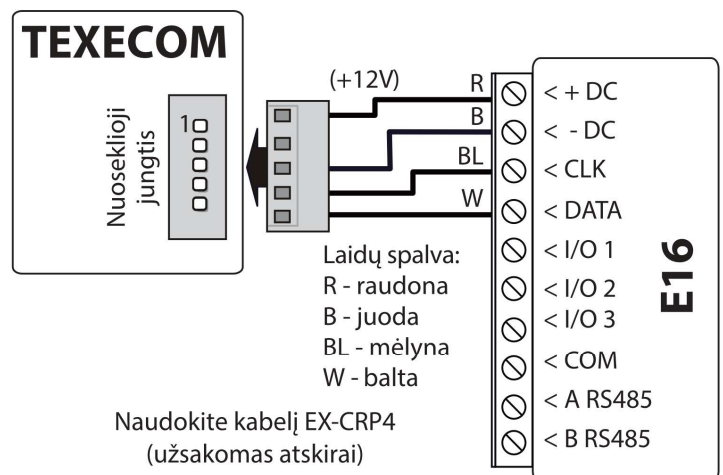 TEXECOM
Nuoseklioji
jungtis
1
(+12V)
R
B
BL
W
< + DC
< - DC
< CLK
< DATA
< I/O 1
< I/O 2
< I/O 3
< COM
< A RS485
< B RS485
E16
Laidų spalva:
R - raudona
B - juoda
BL - mėlyna
W - balta
Naudokite kabelį EX-CRP4
(užsakomas atskirai)